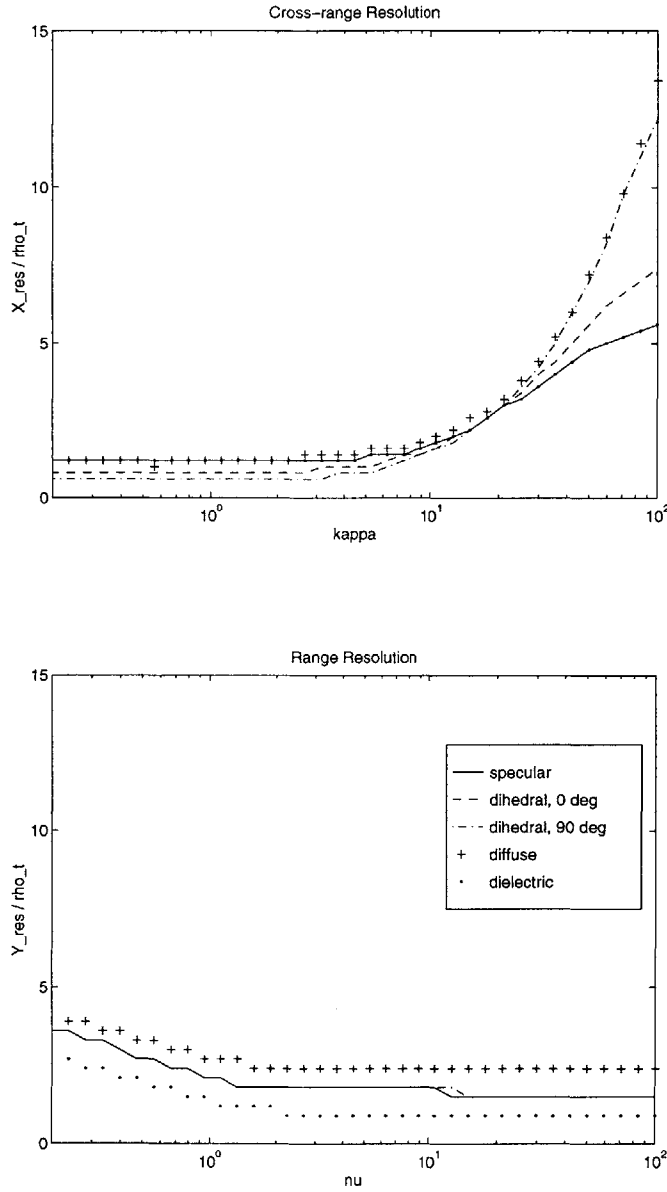 Cross-range Resolution
15
10
5
0
X_res / rho_t
10^0
10^1
10^2
kappa
Range Resolution
15
10
5
0
Y_res / rho_t
specular
dihedral, 0 deg
dihedral, 90 deg
diffuse
dielectric
10^0
10^1
10^2
nu